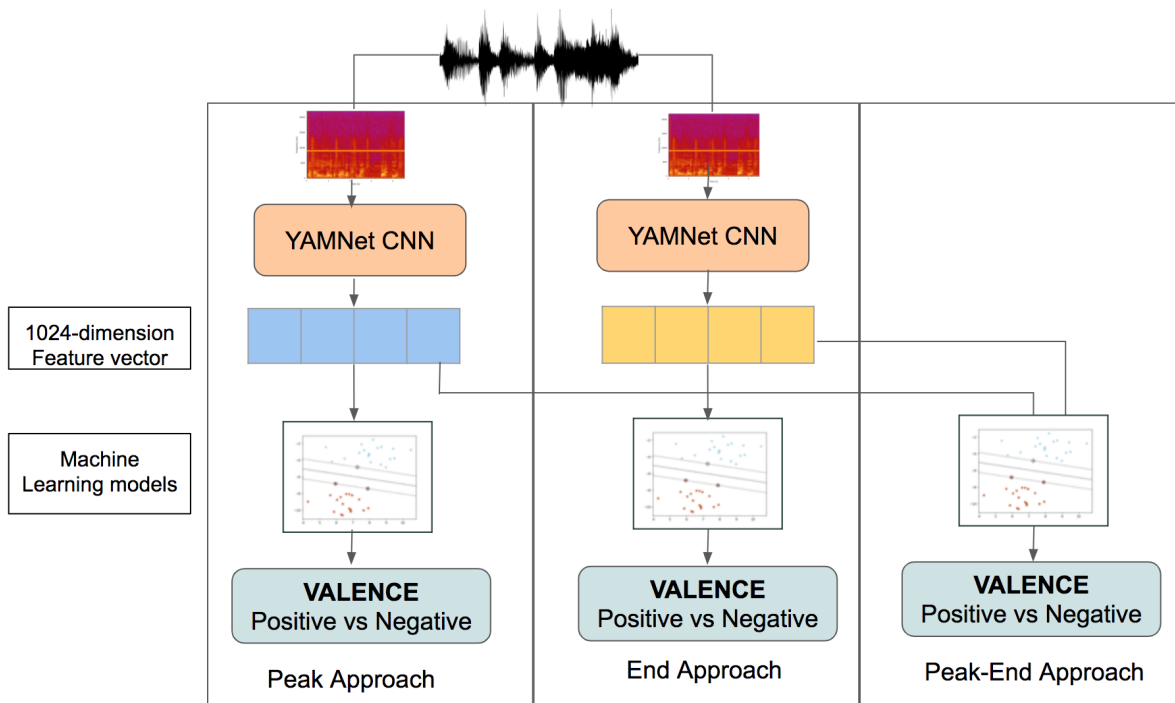 YAMNet CNN
YAMNet CNN
1024-dimension
Feature vector
Machine
Learning models
VALENCE
Positive vs Negative
VALENCE
Positive vs Negative
VALENCE
Positive vs Negative
Peak Approach
End Approach
Peak-End Approach